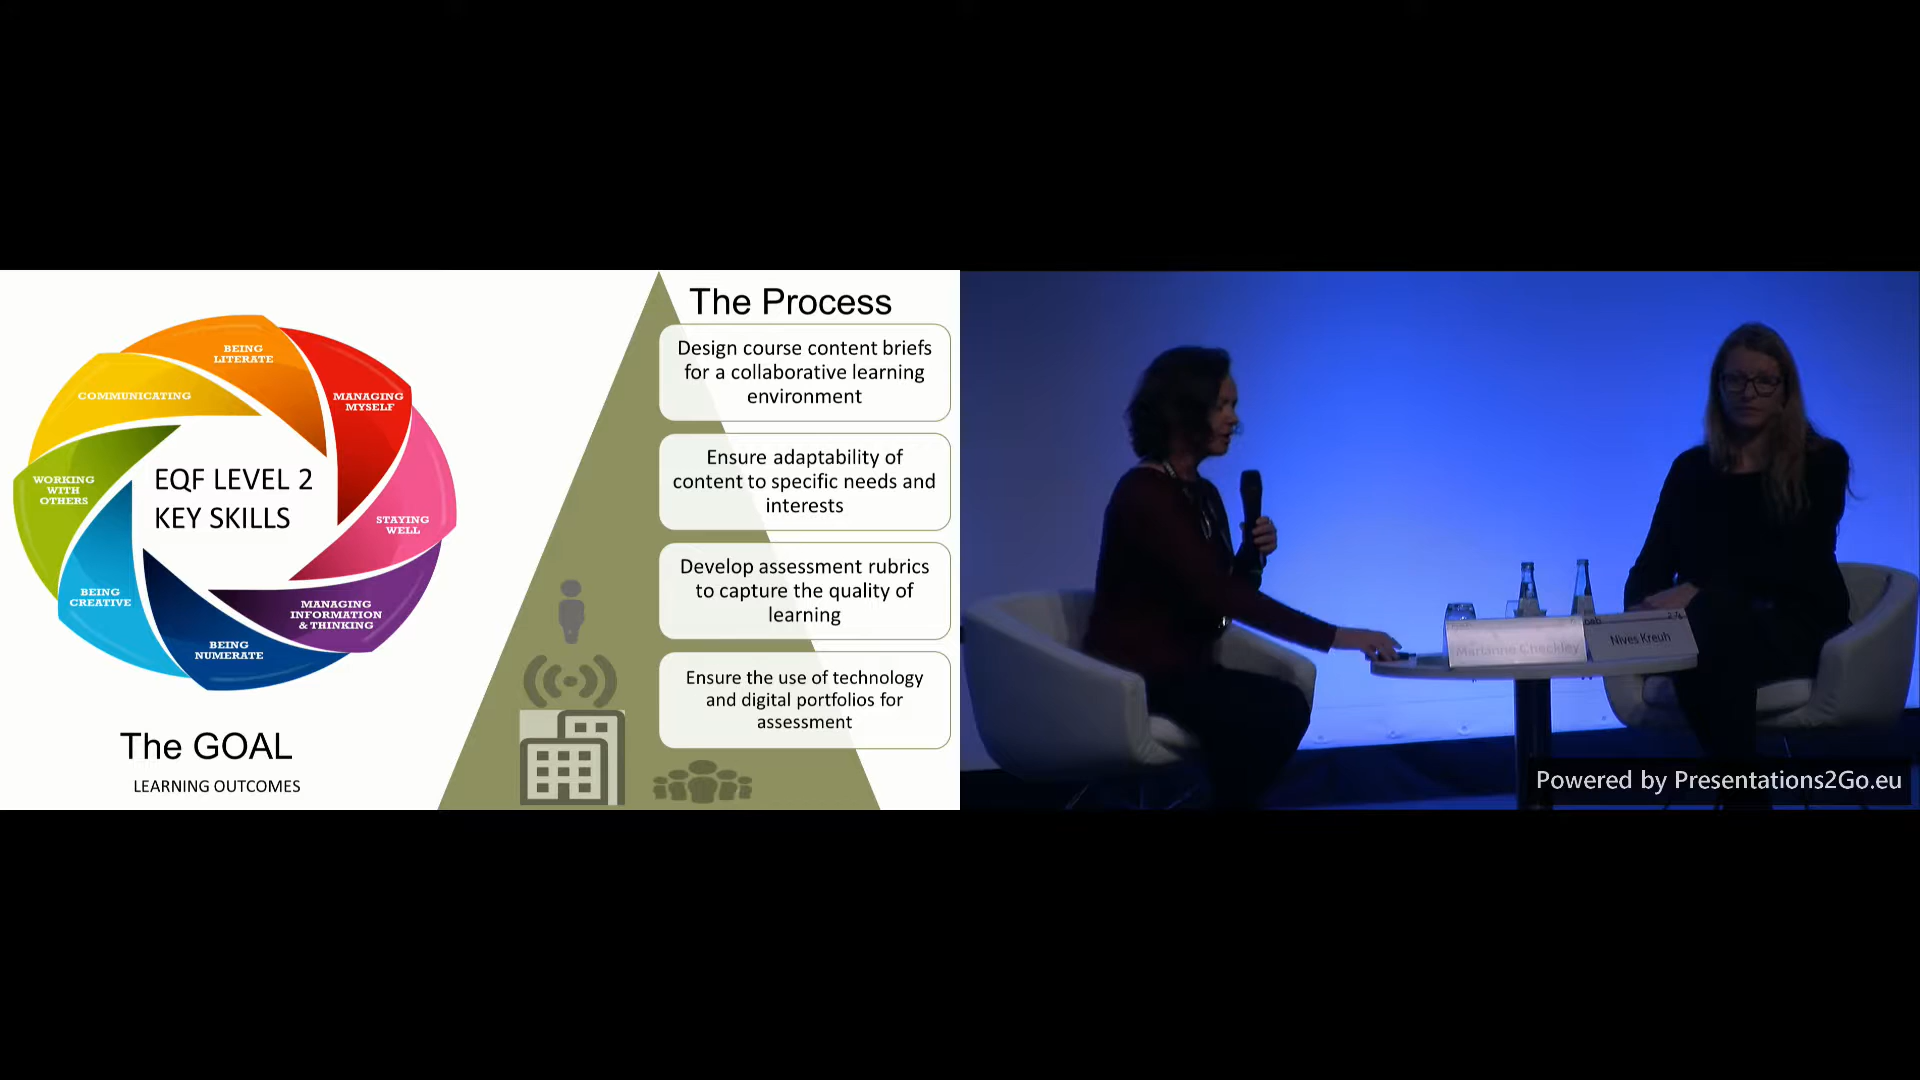 BEING
LITERATE
MANAGING
MYSELF
COMMUNICATING
STAYING
WELL
WORKING
WITH
OTHERS
BEING
CREATIVE
MANAGING
INFORMATION
& THINKING
BEING
NUMERATE
EQF LEVEL 2
KEY SKILLS
The GOAL
LEARNING OUTCOMES
The Process
Design course content briefs
for a collaborative learning
environment
Ensure adaptability of
content to specific needs and
interests
Develop assessment rubrics
to capture the quality of
learning
Ensure the use of technology
and digital portfolios for
assessment
Marianne Checkley
Nives Kreuh
Powered by Presentations2Go.eu